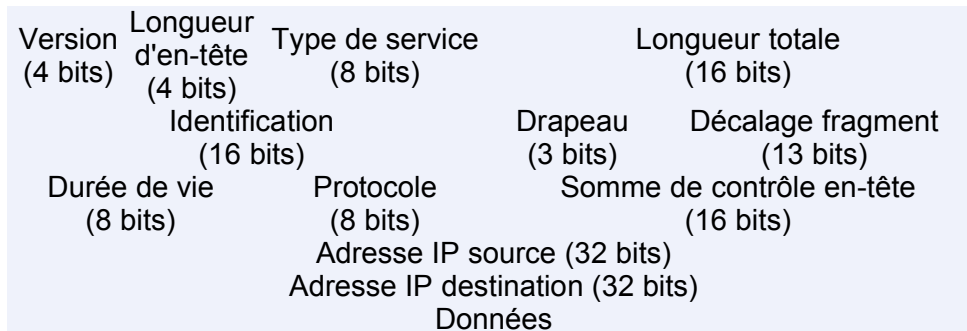 Version (4 bits) Longueur d'en-tête (4 bits) Type de service (8 bits) Longueur totale (16 bits)
Identification (16 bits) Drapeau (3 bits) Décalage fragment (13 bits)
Durée de vie (8 bits) Protocole (8 bits) Somme de contrôle en-tête (16 bits)
Adresse IP source (32 bits)
Adresse IP destination (32 bits)
Données